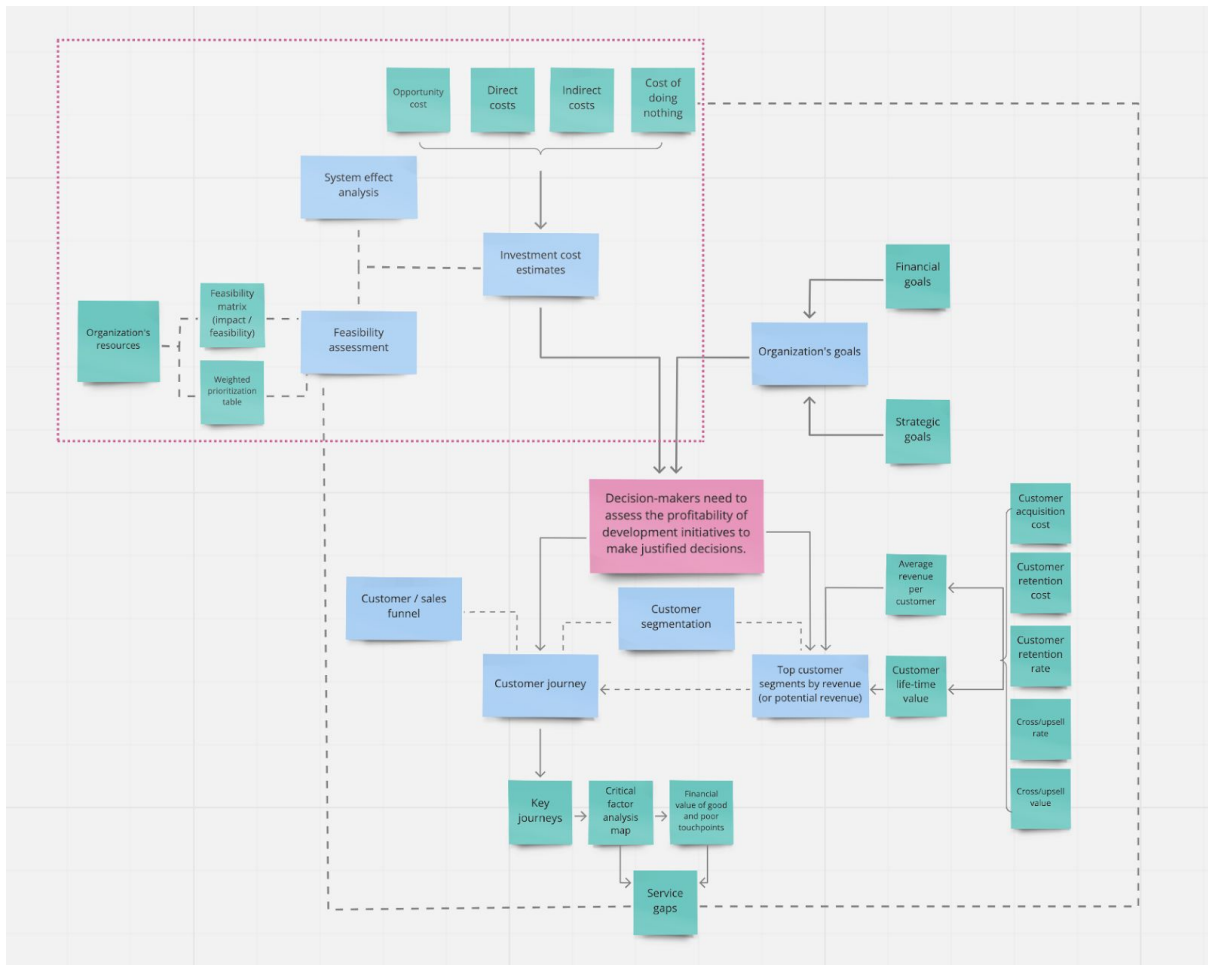 Opportunity
cost
Direct
costs
Indirect
costs
Cost of
doing
nothing
System effect
analysis
Investment cost
estimates
Organization's
resources
Feasibility
matrix
(impact /
feasibility)
Weighted
prioritization
table
Feasibility
assessment
Financial
goals
Organization's goals
Strategic
goals
Decision-makers need to
assess the profitability of
development initiatives to
make justified decisions.
Customer / sales
funnel
Customer
segmentation
Customer journey
Top customer
segments by revenue
(or potential revenue)
Average
revenue
per
customer
Customer
life-time
value
Customer
acquisition
cost
Customer
retention
cost
Customer
retention
rate
Cross/upsell
rate
Cross/upsell
value
Key
journeys
Critical
factor
analysis
map
Financial
value of good
and poor
touchpoints
Service
gaps